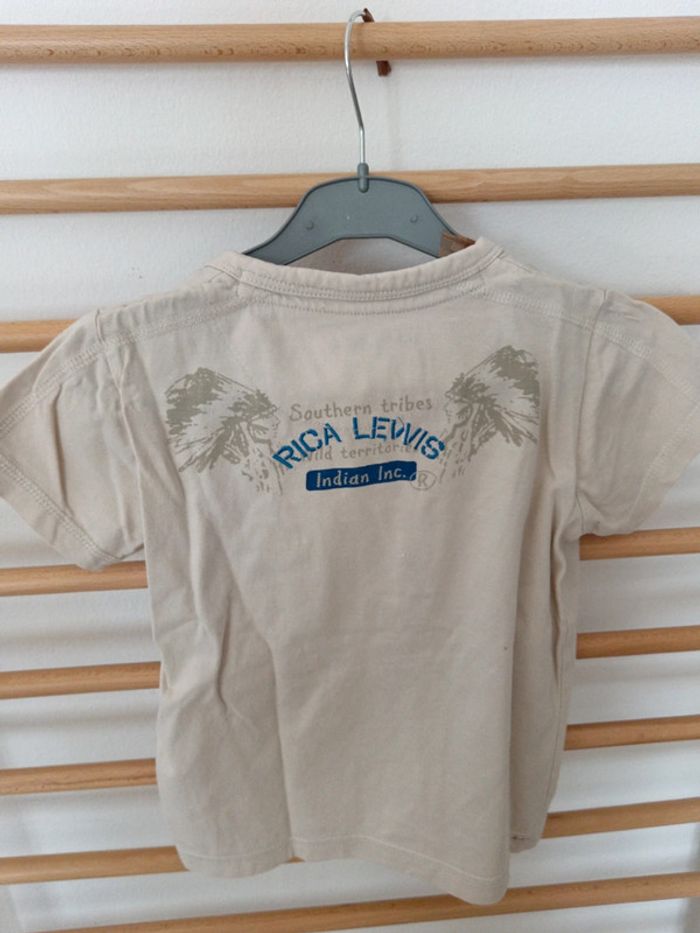 Southern tribes
RICA LEWIS
Wild territories
Indian Inc. ®